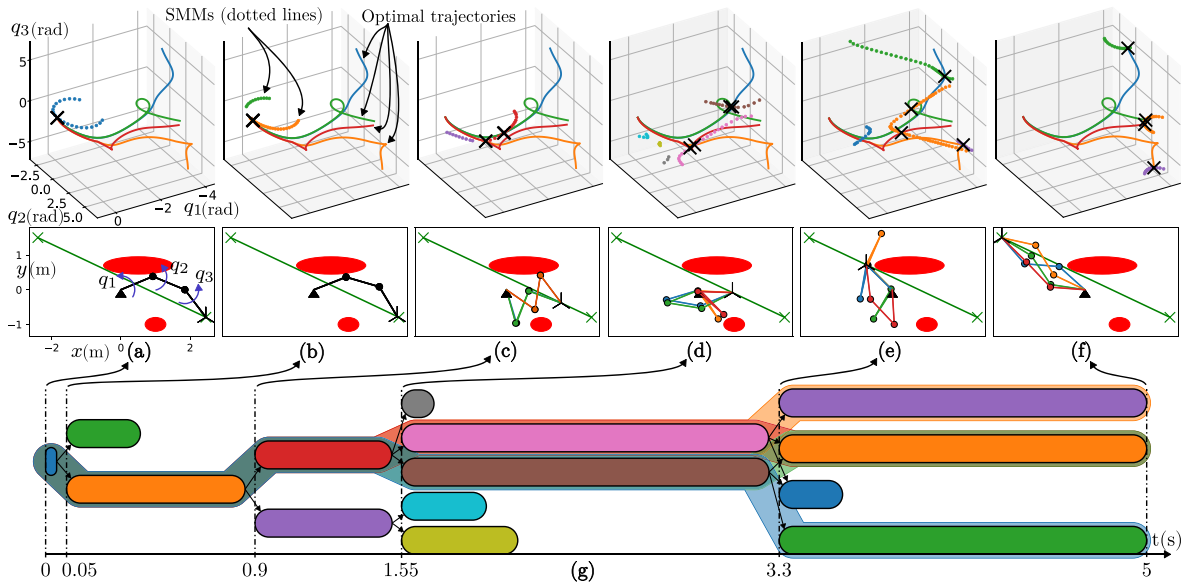 SMMs (dotted lines) Optimal trajectories
q3(rad)
5
0
−5
−2.5
0.0
2.5
5.0
q2(rad)
0
−2
−4
q1(rad)
1
y(m)
0
−1
q1
q2
q3
−2
0
2
x(m)
(a) (b) (c) (d) (e) (f)
0 0.05 0.9 1.55 (g) 3.3 5
t(s)